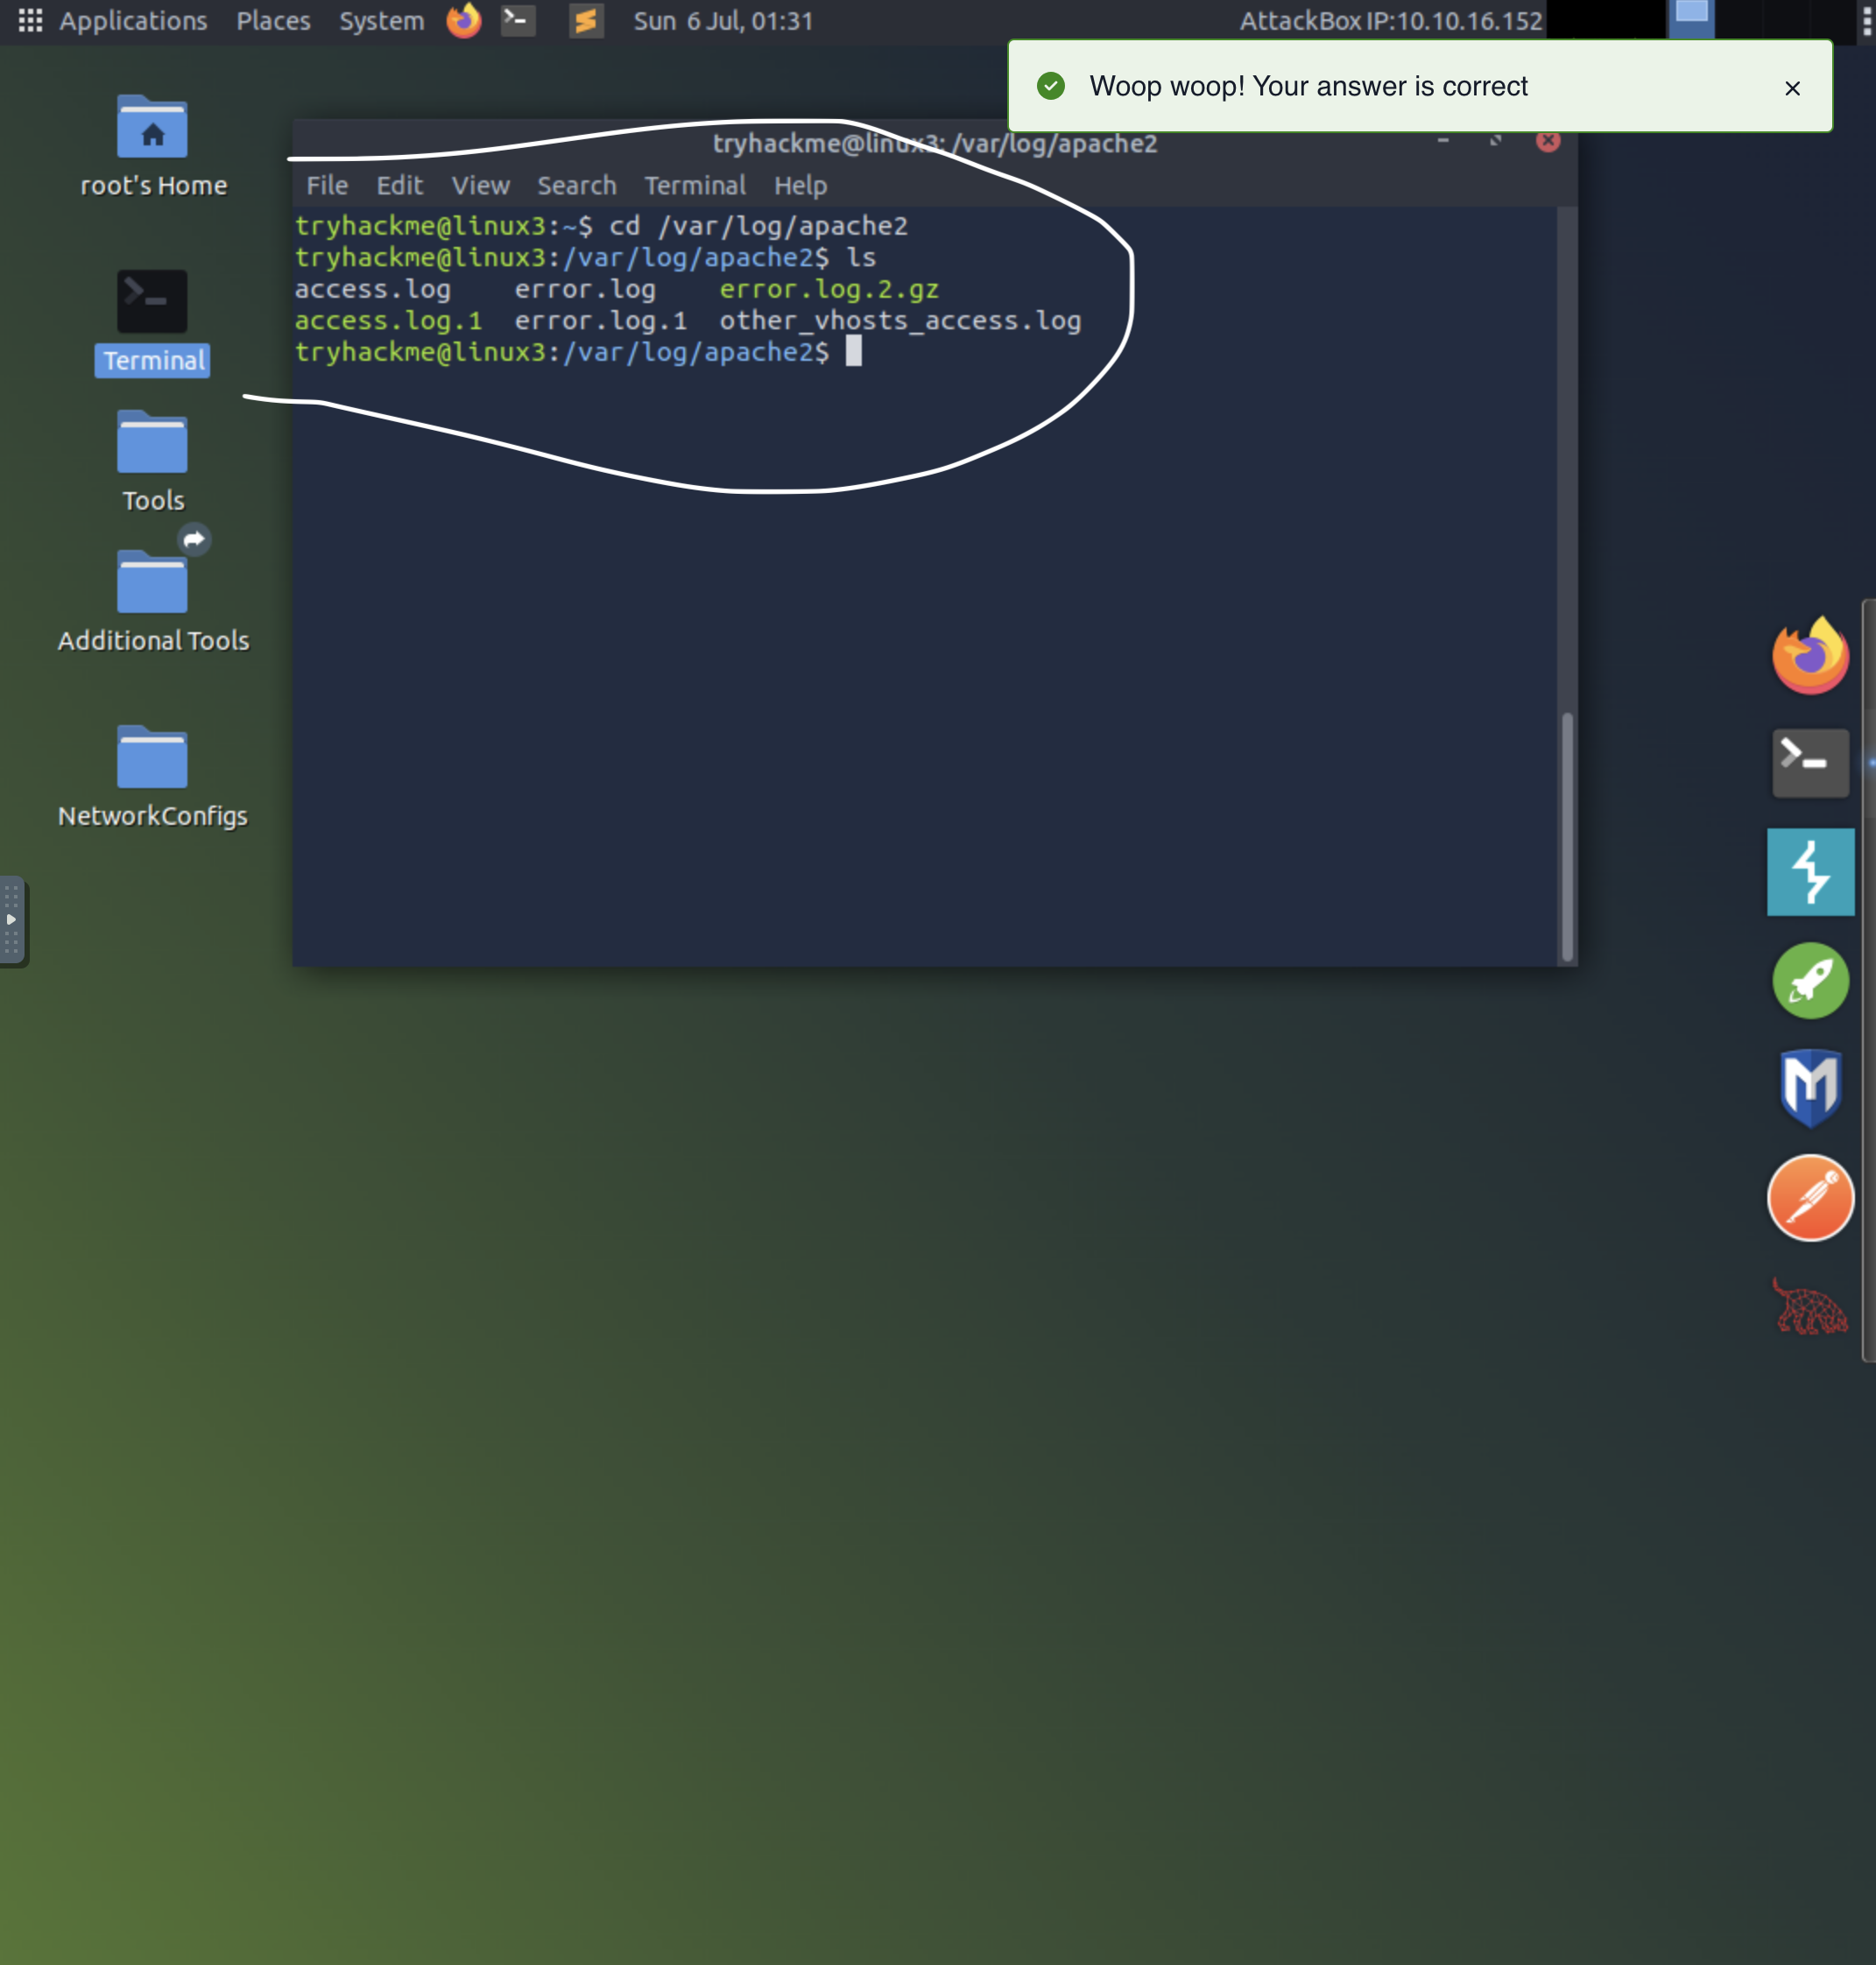 Applications Places System Sun 6 Jul, 01:31 AttackBox IP:10.10.16.152
Woop woop! Your answer is correct
root's Home
Terminal
Tools
Additional Tools
NetworkConfigs
tryhackme@linux3: /var/log/apache2
File Edit View Search Terminal Help
tryhackme@linux3:~$ cd /var/log/apache2
tryhackme@linux3:/var/log/apache2$ ls
access.log error.log error.log.2.gz
access.log.1 error.log.1 other_vhosts_access.log
tryhackme@linux3:/var/log/apache2$